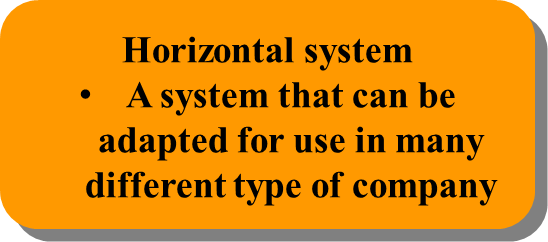 Horizontal system
• A system that can be
adapted for use in many
different type of company